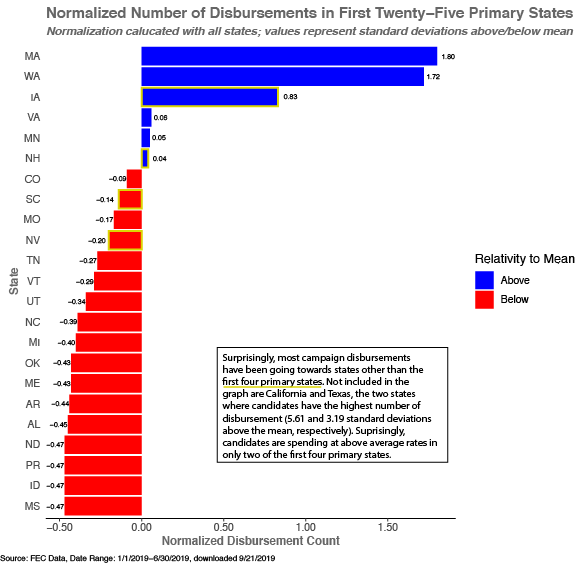 Normalized Number of Disbursements in First Twenty–Five Primary States
Normalization calucated with all states; values represent standard deviations above/below mean
MA 1.80
WA 1.72
IA 0.83
VA 0.06
MN 0.05
NH 0.04
CO −0.09
SC −0.14
MO −0.17
NV −0.20
TN −0.27
VT −0.29
UT −0.34
NC −0.39
MI −0.40
OK −0.43
ME −0.43
AR −0.44
AL −0.45
ND −0.47
PR −0.47
ID −0.47
MS −0.47
State
−0.50 0.00 0.50 1.00 1.50
Normalized Disbursement Count
Relativity to Mean
Above
Below
Surprisingly, most campaign disbursements
have been going towards states other than the
first four primary states. Not included in the
graph are California and Texas, the two states
where candidates have the highest number of
disbursement (5.61 and 3.19 standard deviations
above the mean, respectively). Suprisingly,
candidates are spending at above average rates in
only two of the first four primary states.
Source: FEC Data, Date Range: 1/1/2019–6/30/2019, downloaded 9/21/2019